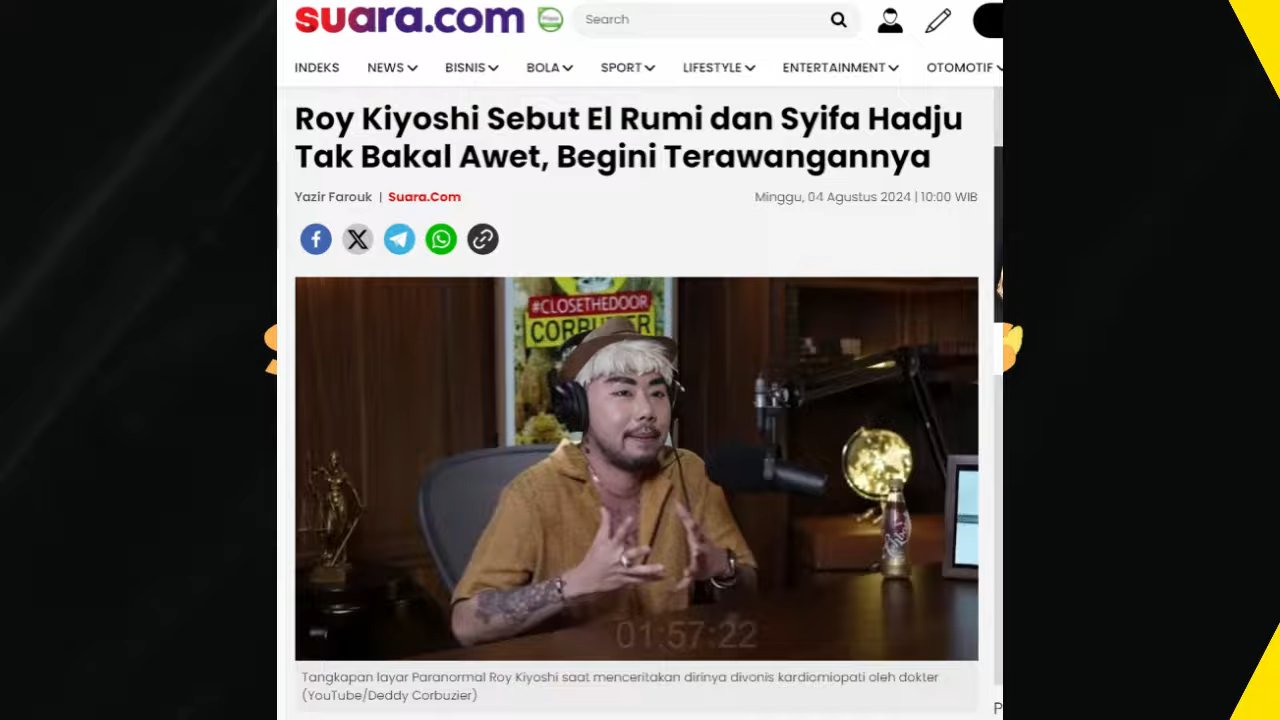 suara.com
Search
INDEKS NEWS BISNIS BOLA SPORT LIFESTYLE ENTERTAINMENT OTOMOTIF
Roy Kiyoshi Sebut El Rumi dan Syifa Hadju
Tak Bakal Awet, Begini Terawangannya
Yazir Farouk | Suara.Com
Minggu, 04 Agustus 2024 | 10:00 WIB
#CLOSETHEDOOR
CORBUZIER
01:57:22
Tangkapan layar Paranormal Roy Kiyoshi saat menceritakan dirinya divonis kardiomiopati oleh dokter
(YouTube/Deddy Corbuzier)
P